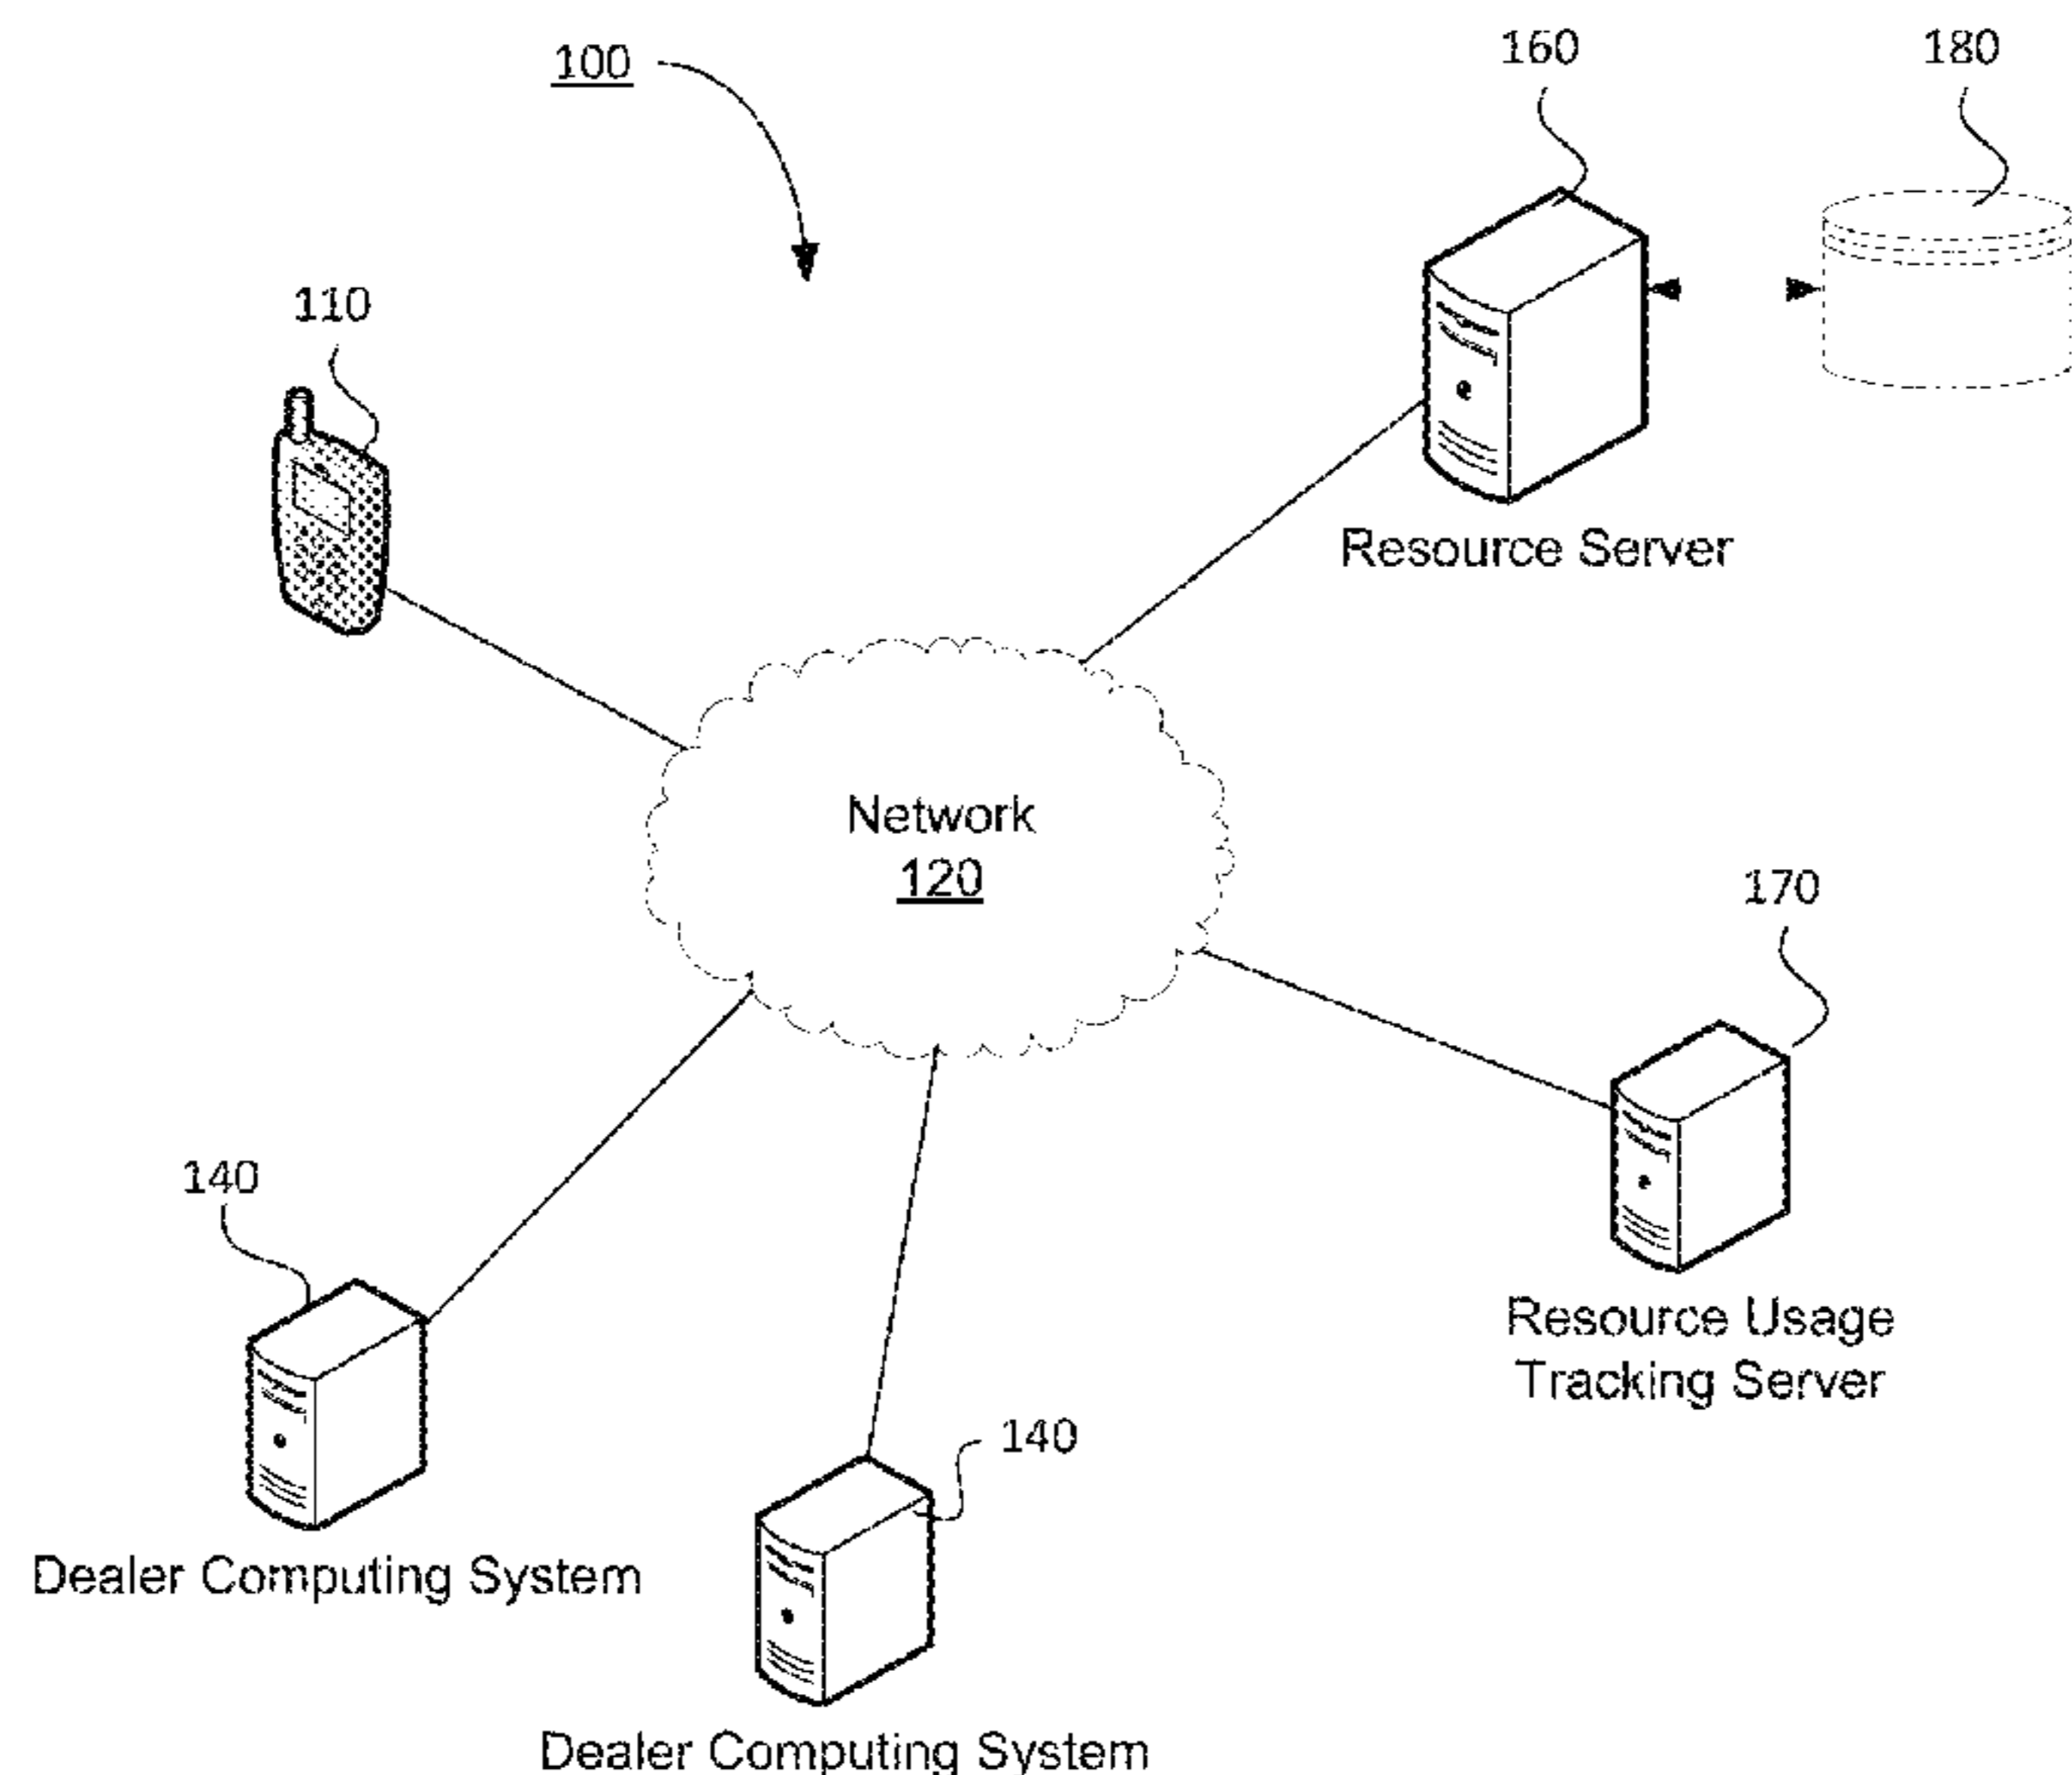 100
160
180
110
Resource Server
Network
120
170
Resource Usage
Tracking Server
140
Dealer Computing System
140
Dealer Computing System